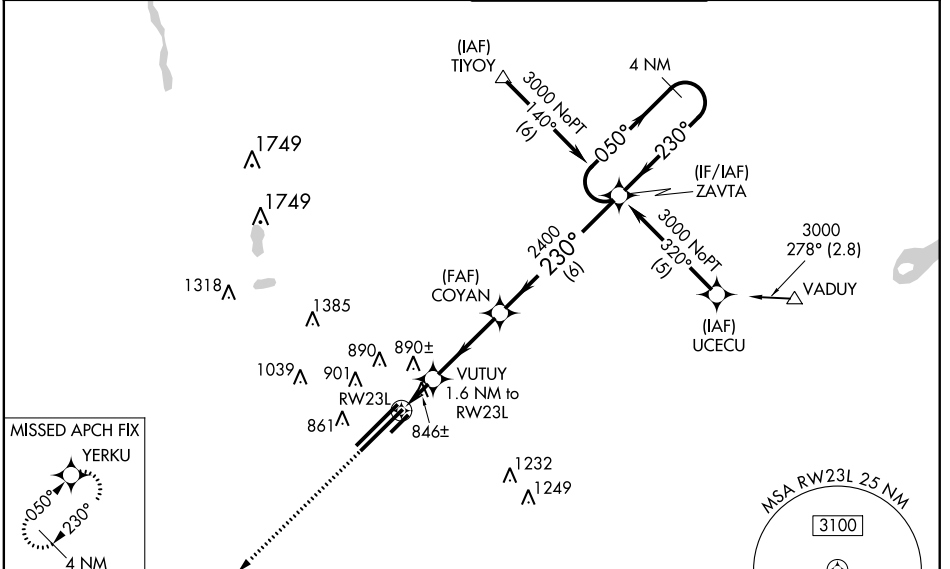 (IAF)
TIYOY
3000 NoPT
140°
(6)
4 NM
050°
230°
(IF/IAF)
ZAVTA
1749
1749
2400
230°
(6)
3000 NoPT
320°
(5)
3000
278° (2.8)
VADUY
(IAF)
UCECU
(FAF)
COYAN
1318
1385
890
890±
1039
901
VUTUY
1.6 NM to
RW23L
RW23L
861
846±
1232
1249
MISSED APCH FIX
YERKU
050°
230°
4 NM
MSA RW23L 25 NM
3100